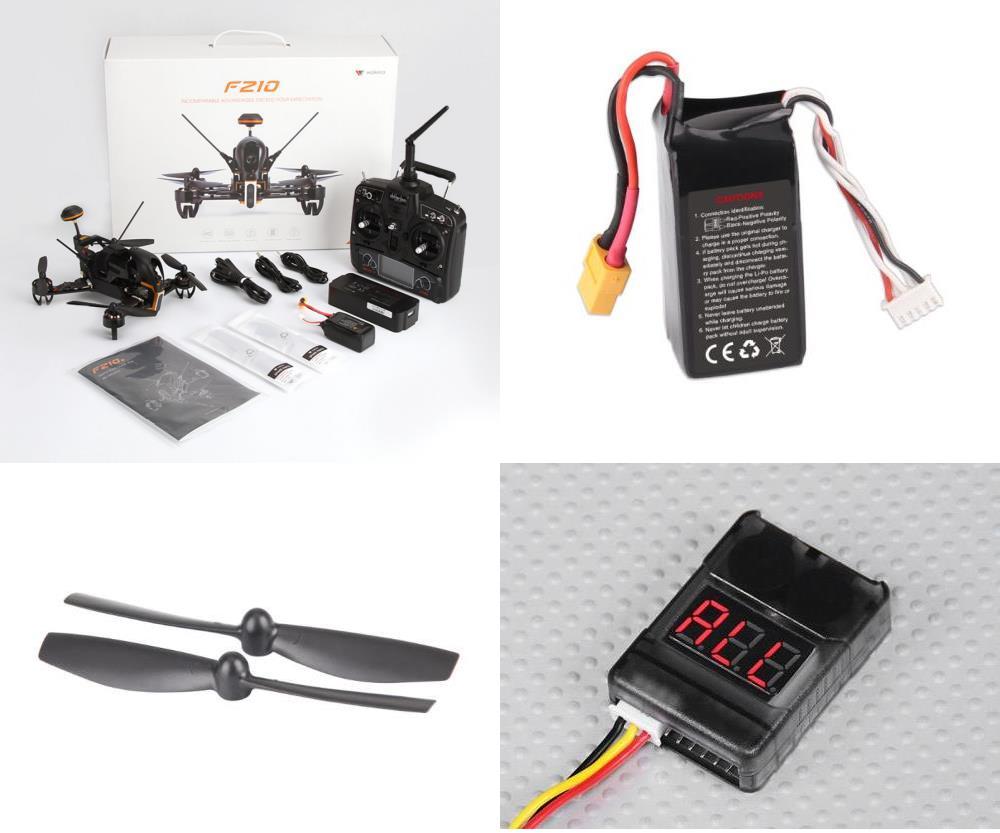 F210
INCOMPARABLE ADVANTAGES EXCEED YOUR EXPECTATION
WALKERA
F210
CAUTIONS
1. Connection identification:
Red-Positive Polarity
Black-Negative Polarity
2. Please use the original charger to
charge in a proper connection.
4. If battery pack gets hot during ch-
arging, discontinue charging imm-
ediately and disconnect the batte-
ry pack from the charger.
3. When charging the Li-Po battery
pack, do not overcharge! Overch-
arge will cause serious damage
or may cause the battery to fire or
explode!
5. Never leave battery unattended
while charging.
6. Never let children charge battery
pack without adult supervision.
CE
ALL